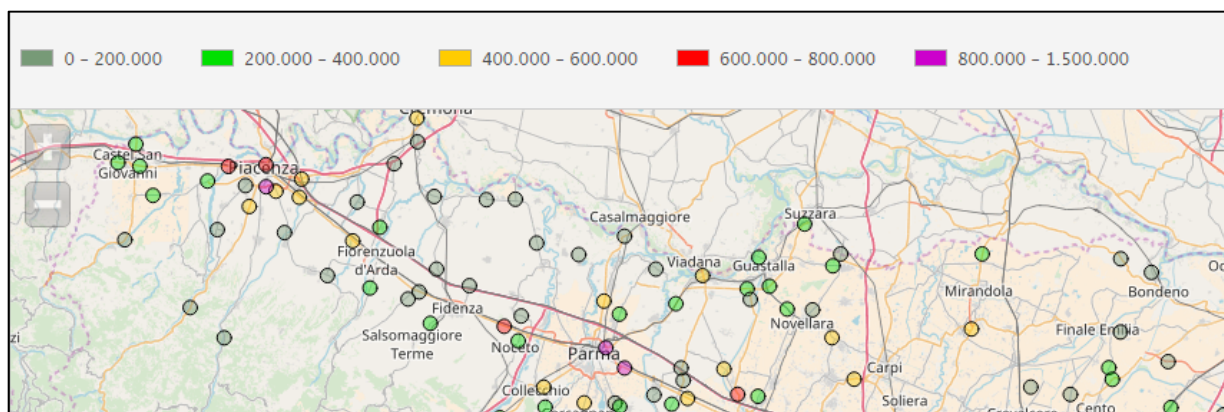 0 – 200.000 200.000 – 400.000 400.000 – 600.000 600.000 – 800.000 800.000 – 1.500.000
Cremona
Castel San
Giovanni
Piacenza
Casalmaggiore
Suzzara
Fiorenzuola
d'Arda
Viadana
Guastalla
Mirandola
Bondeno
Fidenza
Novellara
Finale Emilia
Salsomaggiore
Terme
Noceto
Parma
Carpi
Collecchio
Soliera
Cento